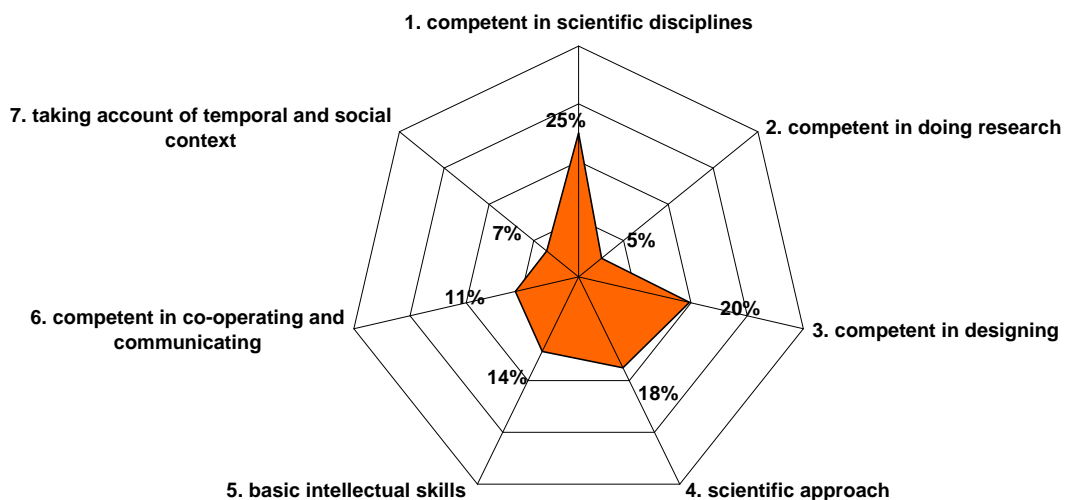 1. competent in scientific disciplines
25%
2. competent in doing research
5%
20%
3. competent in designing
18%
4. scientific approach
14%
5. basic intellectual skills
11%
6. competent in co-operating and
communicating
7%
7. taking account of temporal and social
context